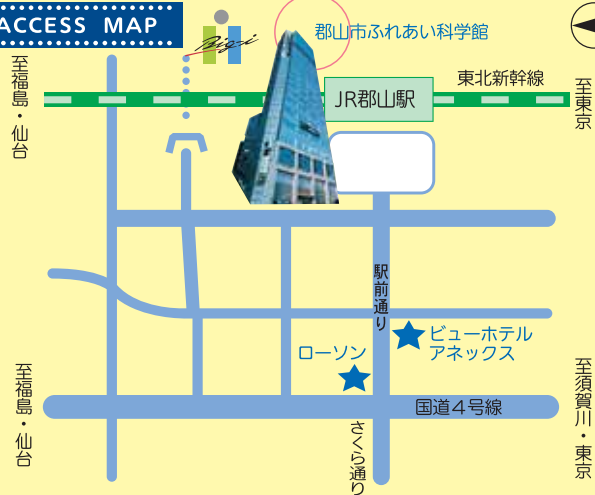 ACCESS MAP
Bigi
郡山市ふれあい科学館
至福島・仙台
東北新幹線
JR郡山駅
至東京
駅前通り
ビューホテル
アネックス
ローソン
至福島・仙台
国道4号線
至須賀川・東京
さくら通り